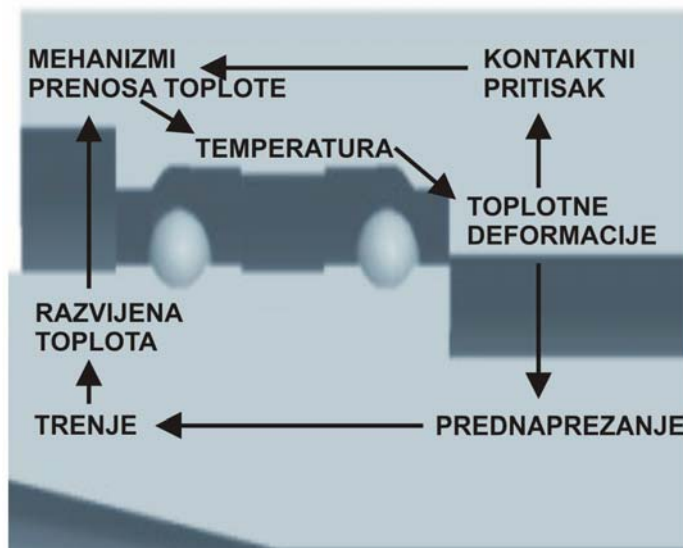 MEHANIZMI
PRENOSA TOPLOTE
KONTAKTNI
PRITISAK
TEMPERATURA
TOPLOTNE
DEFORMACIJE
RAZVIJENA
TOPLOTA
TRENJE
PREDNAPREZANJE